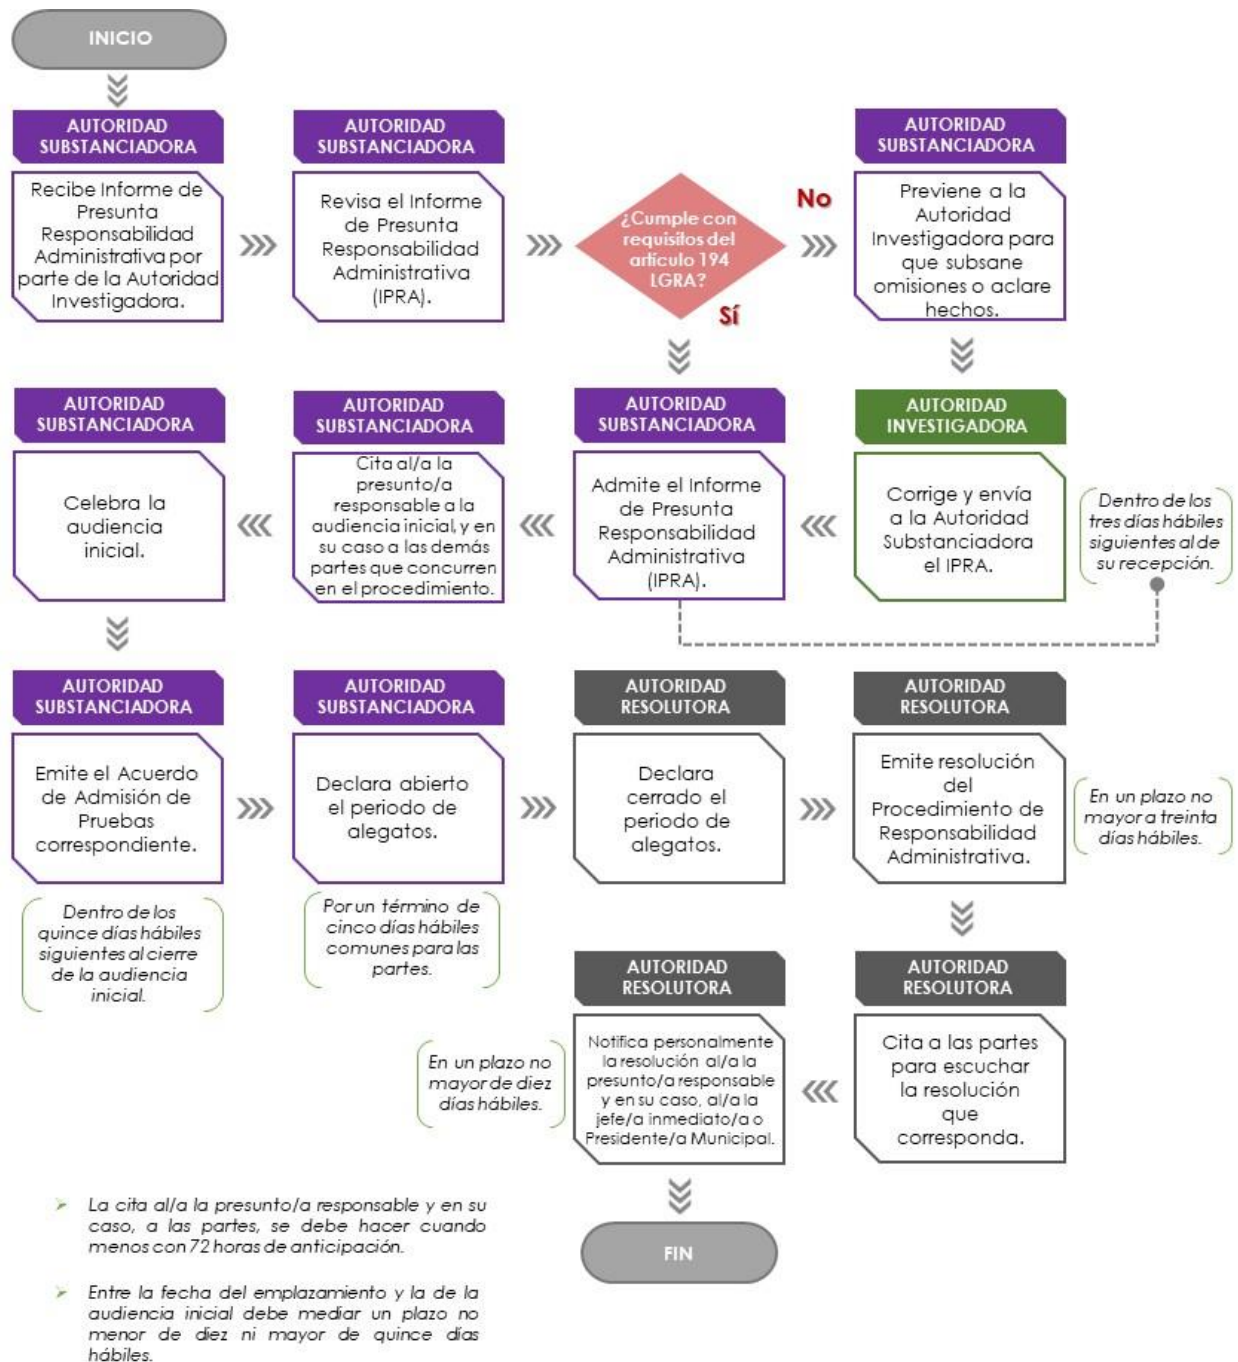 INICIO
AUTORIDAD
SUBSTANCIADORA
Recibe Informe de
Presunta
Responsabilidad
Administrativa por
parte de la Autoridad
Investigadora.
AUTORIDAD
SUBSTANCIADORA
Revisa el Informe
de Presunta
Responsabilidad
Administrativa
(IPRA).
¿Cumple con
requisitos del
artículo 194
LGRA?
No
Sí
AUTORIDAD
SUBSTANCIADORA
Previene a la
Autoridad
Investigadora para
que subsane
omisiones o aclare
hechos.
AUTORIDAD
INVESTIGADORA
Corrige y envía
a la Autoridad
Substanciadora
el IPRA.
Dentro de los
tres días hábiles
siguientes al de
su recepción.
AUTORIDAD
SUBSTANCIADORA
Admite el Informe
de Presunta
Responsabilidad
Administrativa
(IPRA).
AUTORIDAD
SUBSTANCIADORA
Cita al/a la
presunto/a
responsable a la
audiencia inicial, y en
su caso a las demás
partes que concurren
en el procedimiento.
AUTORIDAD
SUBSTANCIADORA
Celebra la
audiencia
inicial.
AUTORIDAD
SUBSTANCIADORA
Emite el Acuerdo
de Admisión de
Pruebas
correspondiente.
Dentro de los
quince días hábiles
siguientes al cierre
de la audiencia
inicial.
AUTORIDAD
SUBSTANCIADORA
Declara abierto
el periodo de
alegatos.
Por un término de
cinco días hábiles
comunes para las
partes.
AUTORIDAD
RESOLUTORA
Declara
cerrado el
periodo de
alegatos.
AUTORIDAD
RESOLUTORA
Emite resolución
del
Procedimiento de
Responsabilidad
Administrativa.
En un plazo no
mayor a treinta
días hábiles.
AUTORIDAD
RESOLUTORA
Cita a las partes
para escuchar
la resolución
que
corresponda.
AUTORIDAD
RESOLUTORA
Notifica personalmente
la resolución al/a la
presunto/a responsable
y en su caso, al/a la
jefe/a inmediato/a o
Presidente/a Municipal.
En un plazo no
mayor de diez
días hábiles.
FIN
La cita al/a la presunto/a responsable y en su
caso, a las partes, se debe hacer cuando
menos con 72 horas de anticipación.
Entre la fecha del emplazamiento y la de la
audiencia inicial debe mediar un plazo no
menor de diez ni mayor de quince días
hábiles.